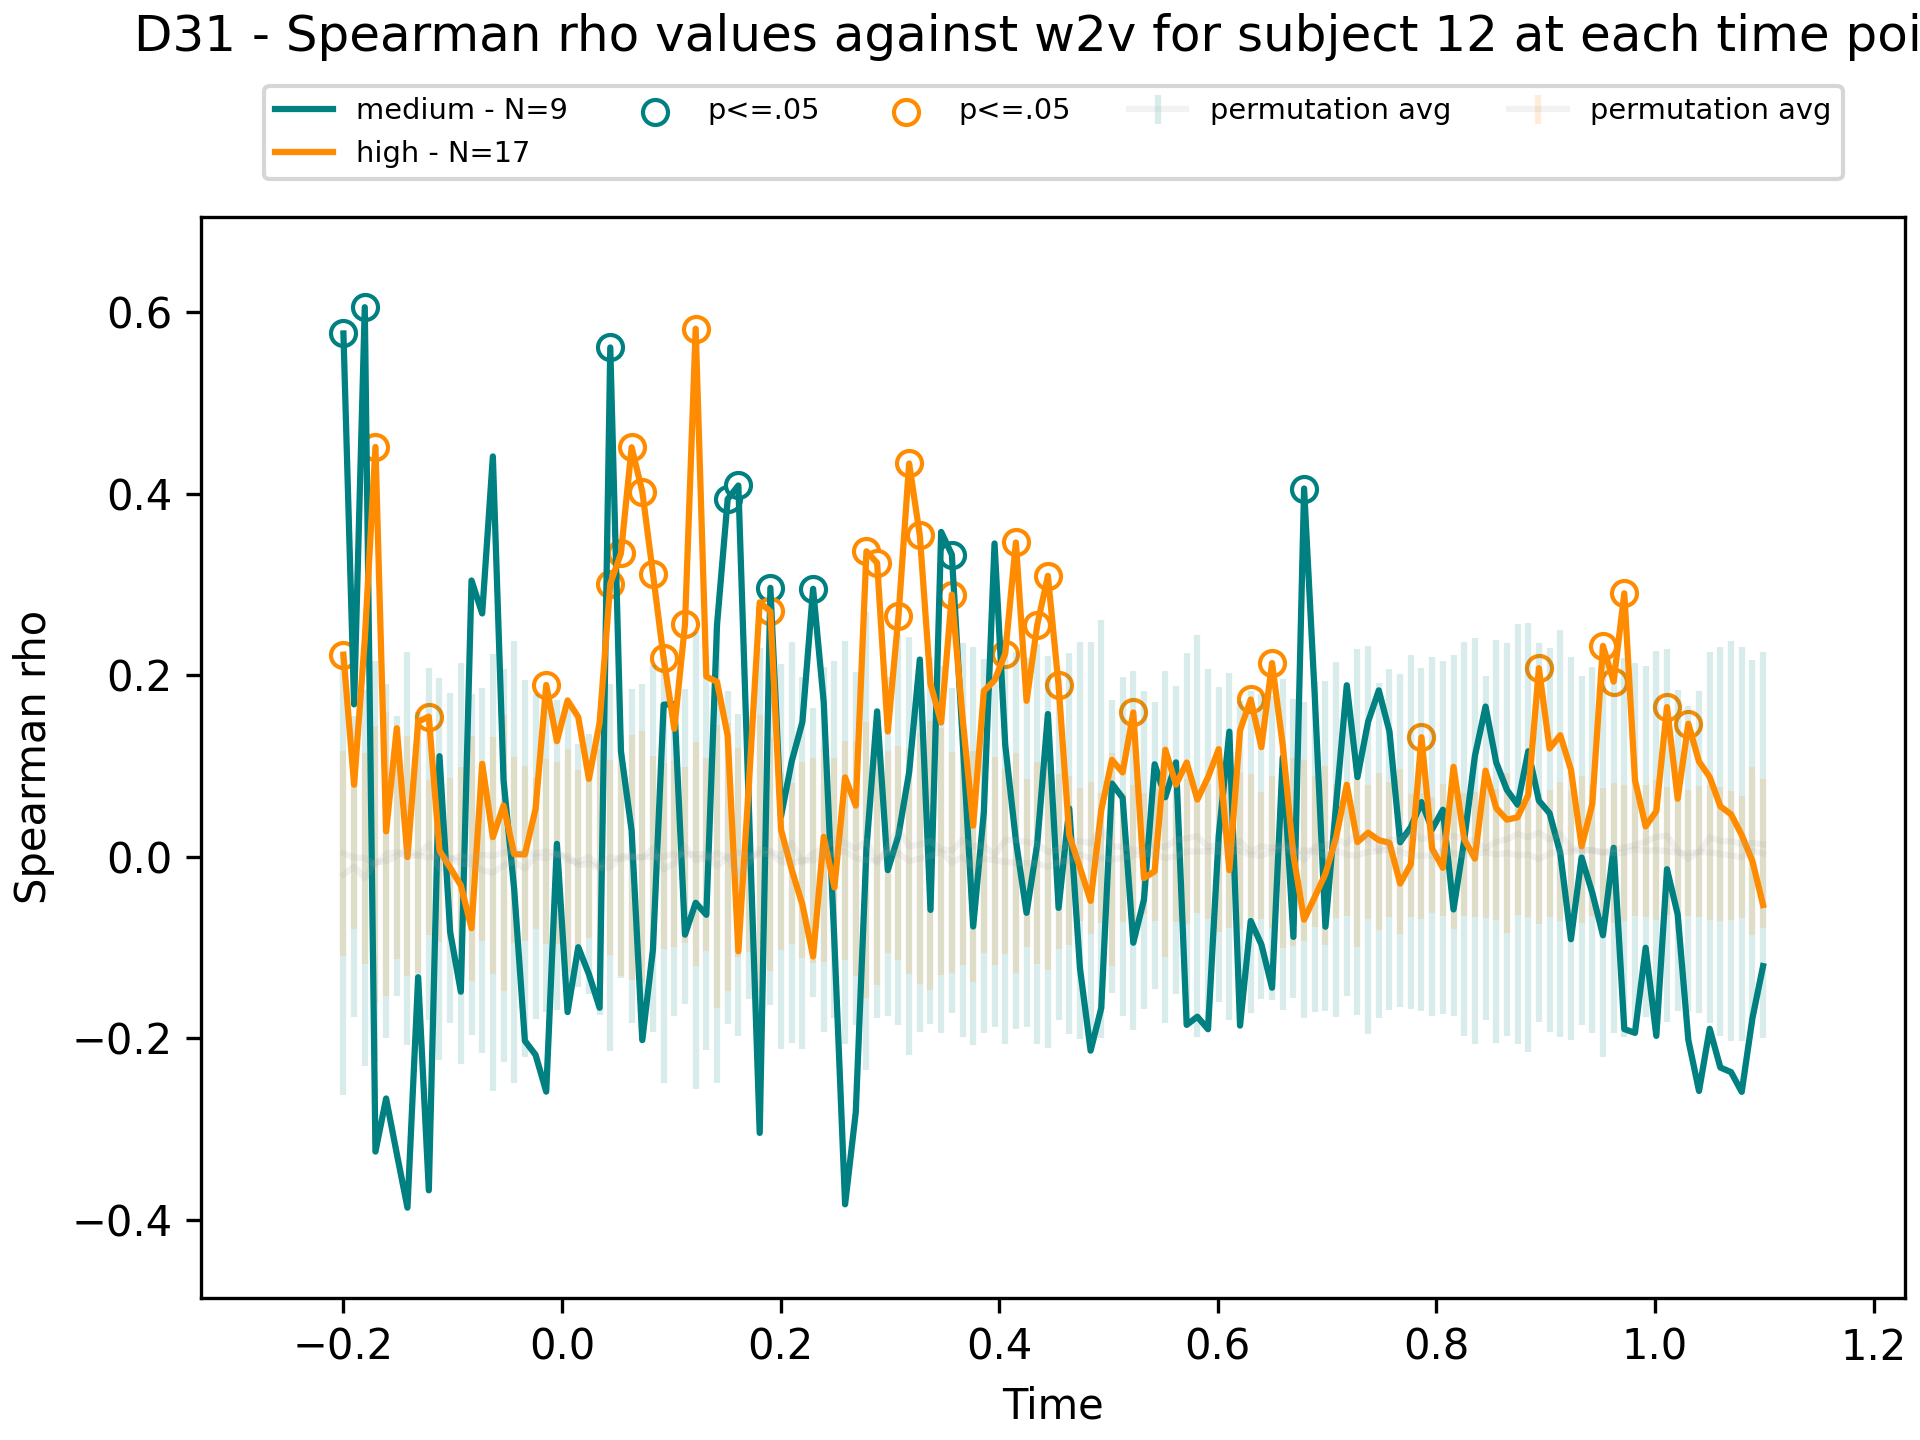 D31 - Spearman rho values against w2v for subject 12 at each time poi
medium - N=9
high - N=17
p<=.05
p<=.05
permutation avg
permutation avg
Spearman rho
0.6
0.4
0.2
0.0
−0.2
−0.4
−0.2 0.0 0.2 0.4 0.6 0.8 1.0 1.2
Time